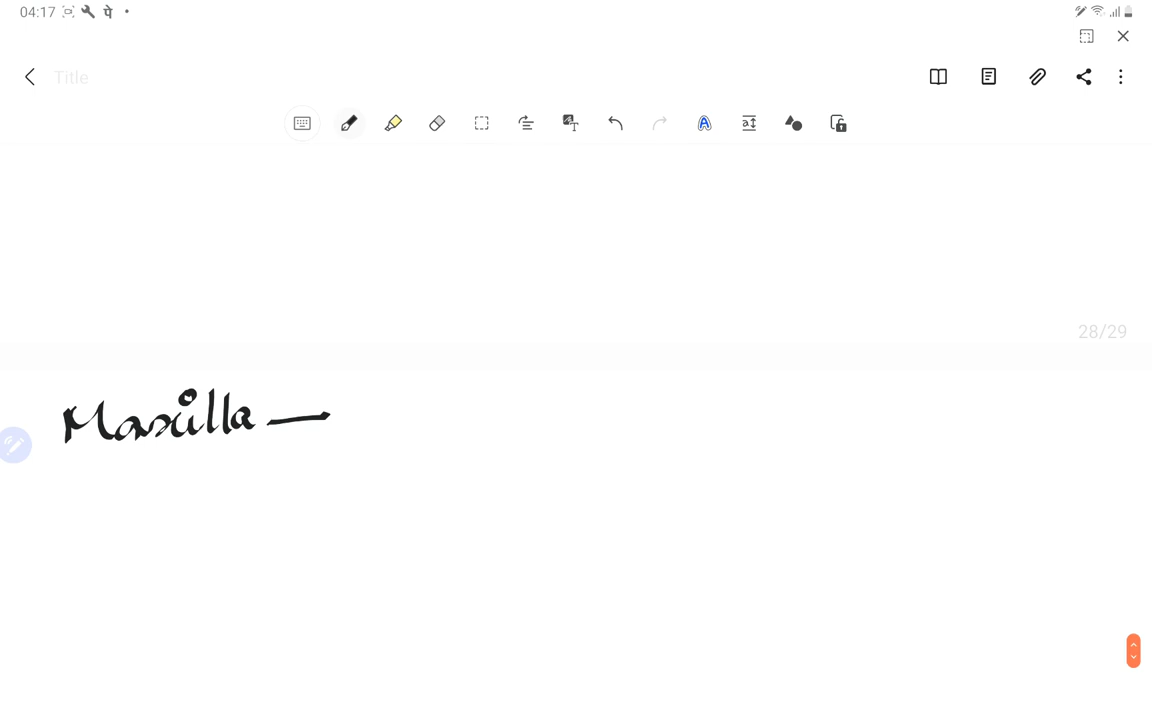 04:17 पे
Title
28/29
Maxilla —